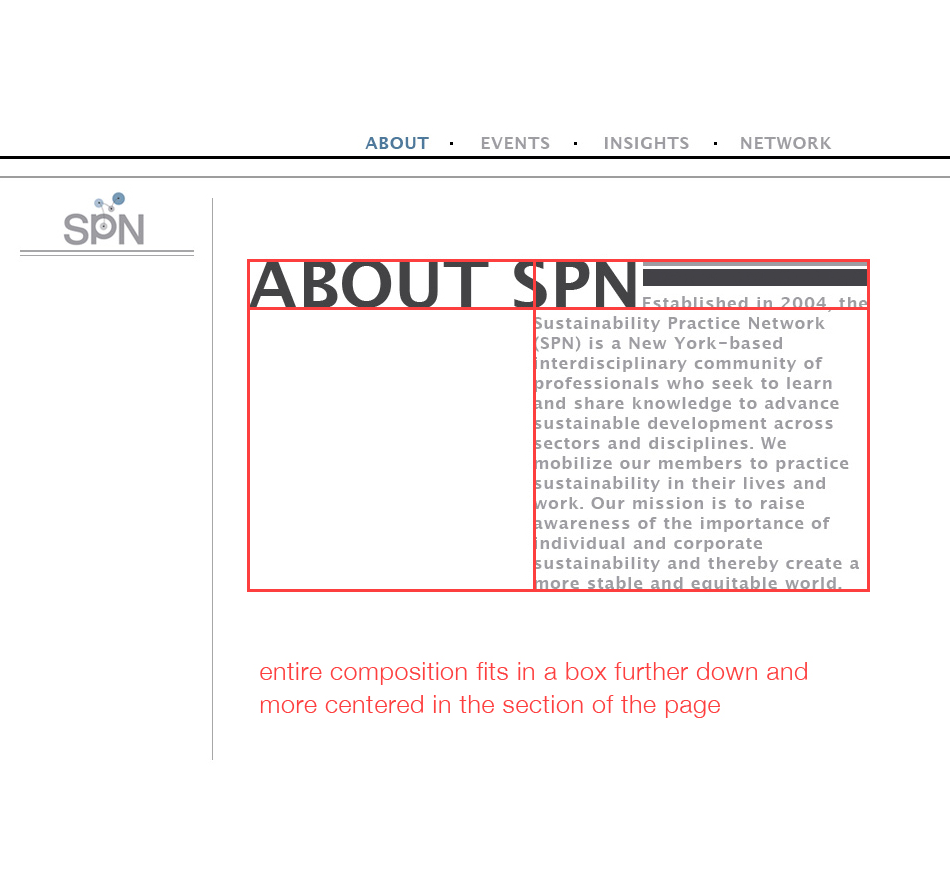 ABOUT · EVENTS · INSIGHTS · NETWORK
SPN
ABOUT SPN
Established in 2004, the
Sustainability Practice Network
(SPN) is a New York-based
interdisciplinary community of
professionals who seek to learn
and share knowledge to advance
sustainable development across
sectors and disciplines. We
mobilize our members to practice
sustainability in their lives and
work. Our mission is to raise
awareness of the importance of
individual and corporate
sustainability and thereby create a
more stable and equitable world.
entire composition fits in a box further down and
more centered in the section of the page